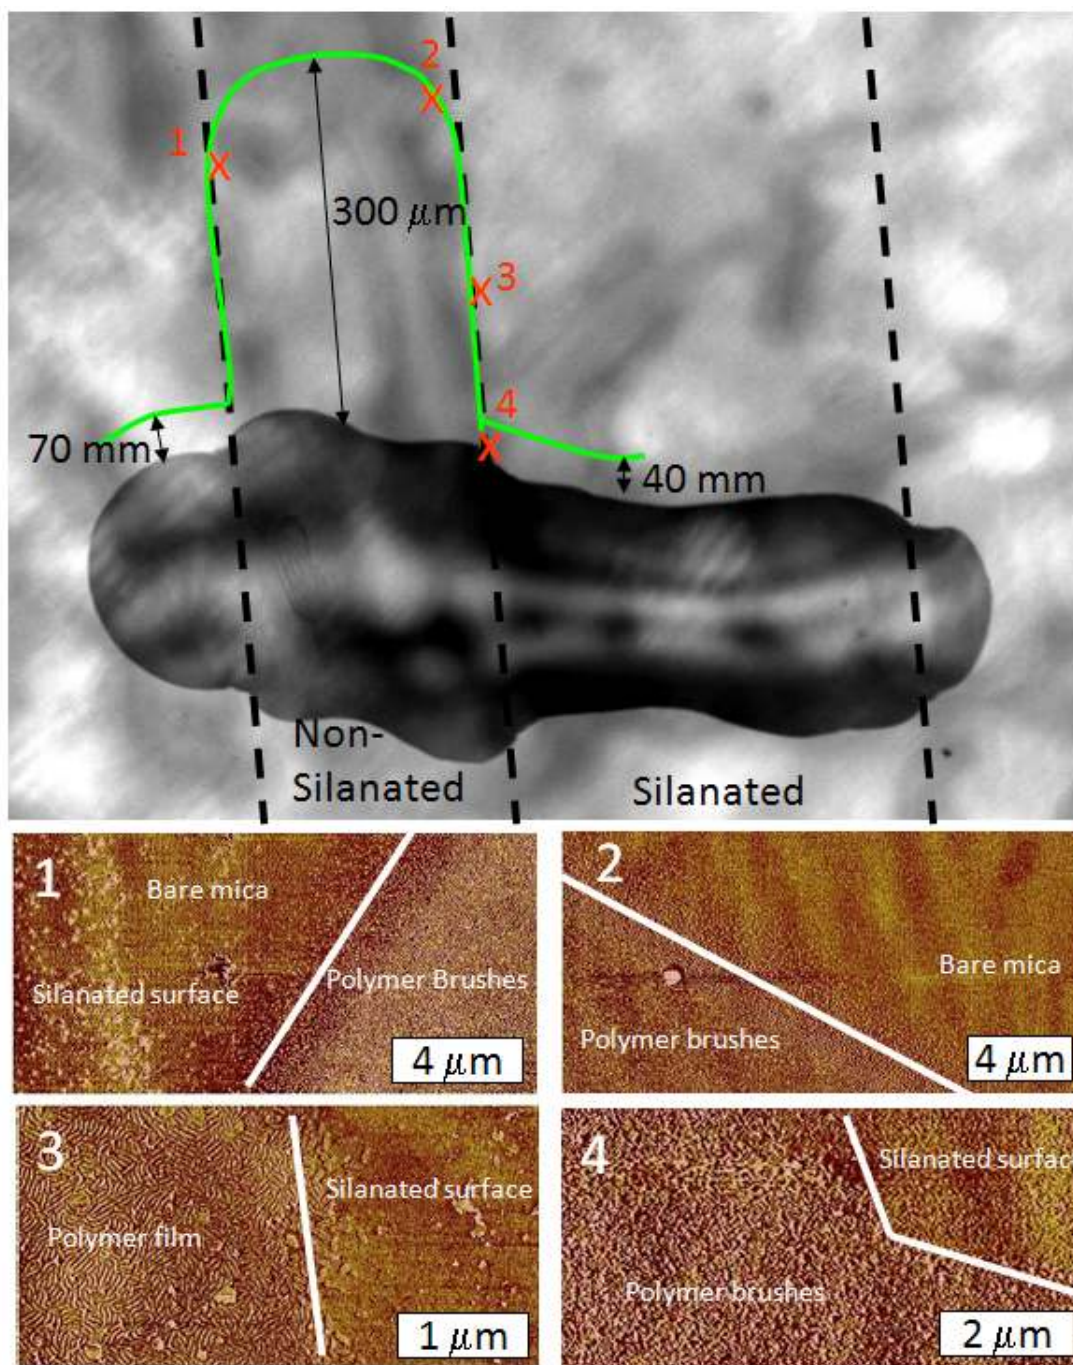 1
2
300 μm
3
4
70 mm
40 mm
Non-
Silanated
Silanated
1
Bare mica
Silanated surface
Polymer Brushes
4 μm
2
Bare mica
Polymer brushes
4 μm
3
Silanated surface
Polymer film
1 μm
4
Silanated surfac
Polymer brushes
2 μm